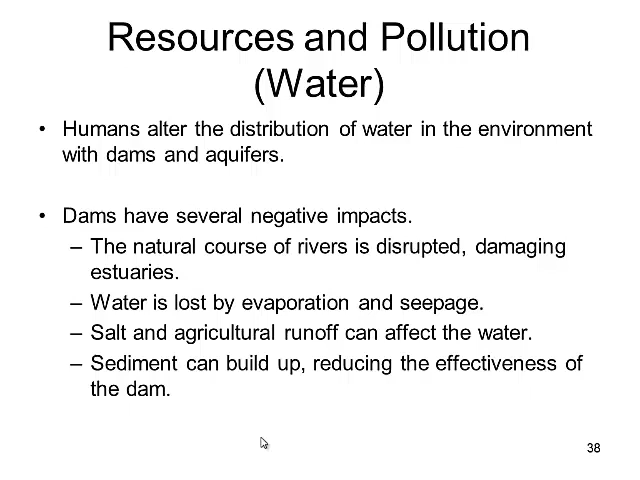 Resources and Pollution
(Water)
• Humans alter the distribution of water in the environment
with dams and aquifers.
• Dams have several negative impacts.
– The natural course of rivers is disrupted, damaging
estuaries.
– Water is lost by evaporation and seepage.
– Salt and agricultural runoff can affect the water.
– Sediment can build up, reducing the effectiveness of
the dam.
38